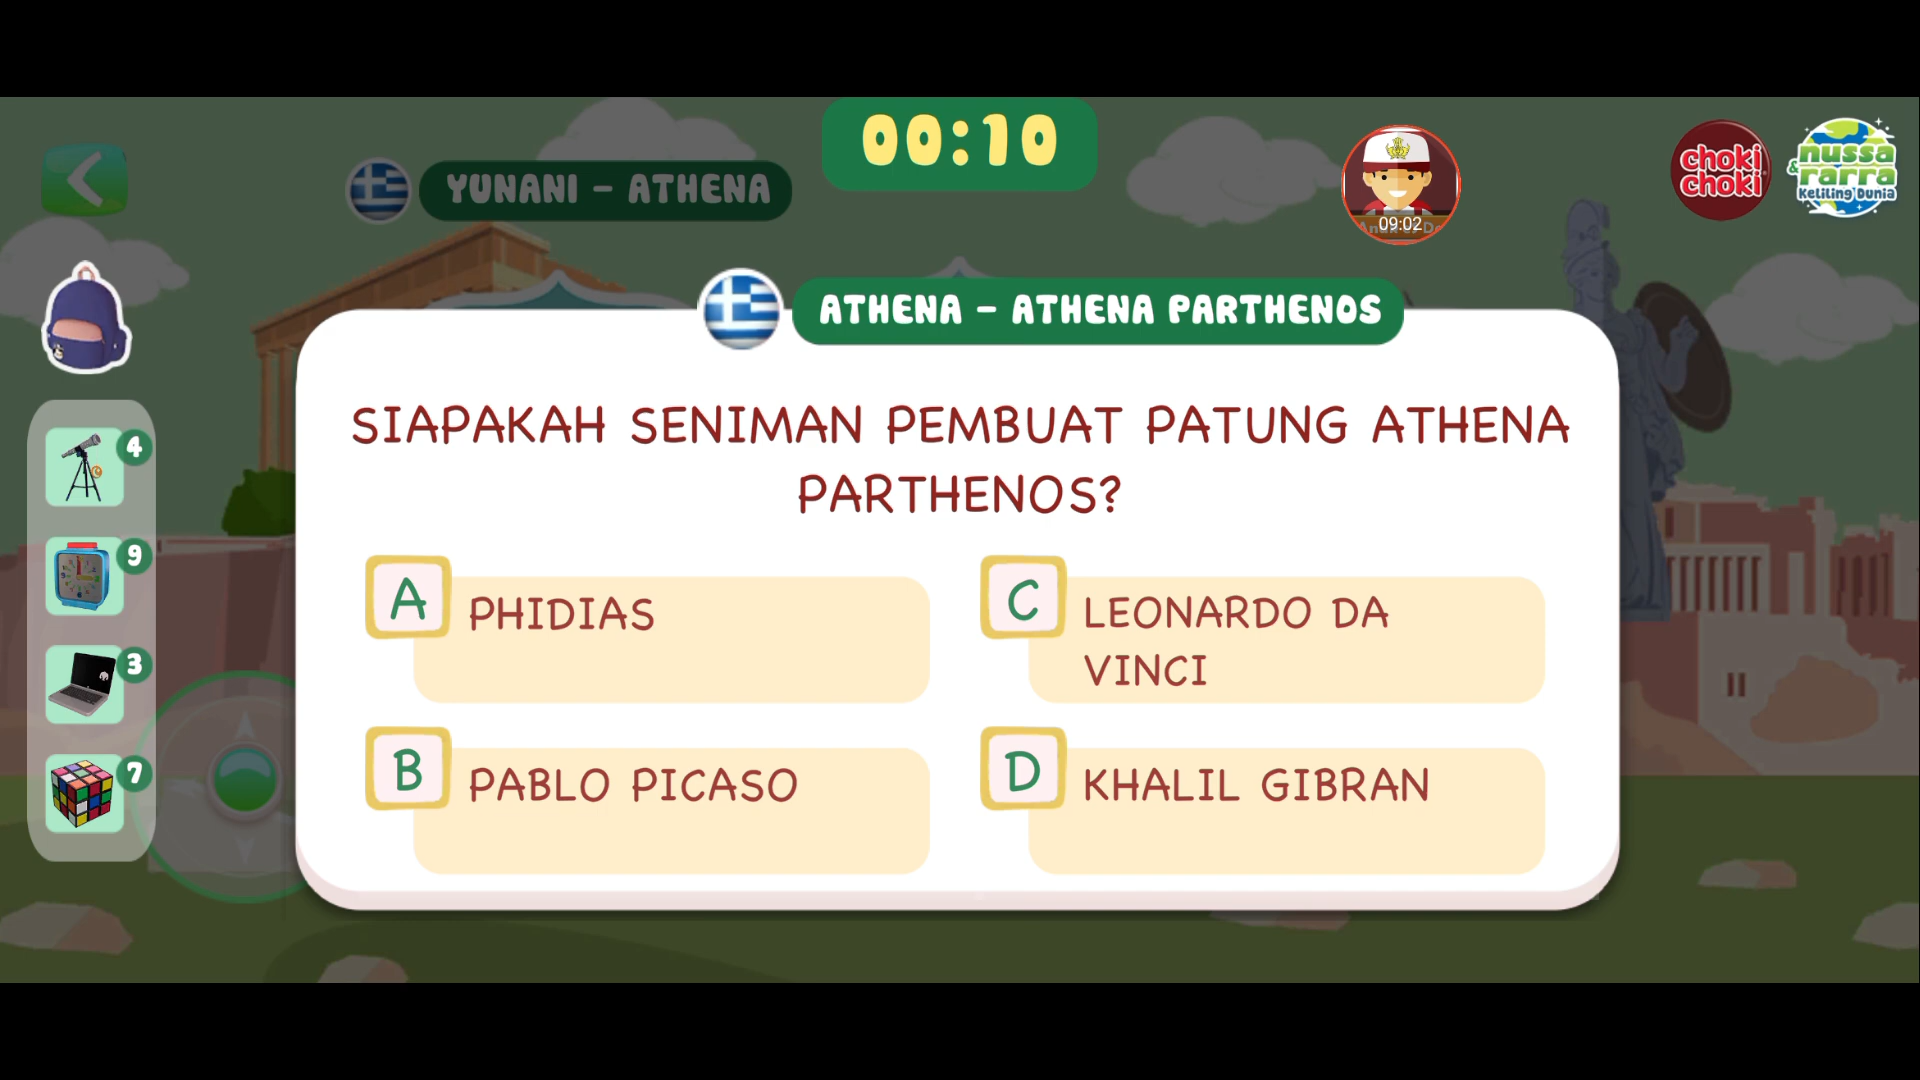 00:10
YUNANI - ATHENA
09:02
choki
choki
nussa
& rarra
Keliling Dunia
ATHENA - ATHENA PARTHENOS
SIAPAKAH SENIMAN PEMBUAT PATUNG ATHENA
PARTHENOS?
A
PHIDIAS
C
LEONARDO DA
VINCI
B
PABLO PICASO
D
KHALIL GIBRAN
4
9
3
7